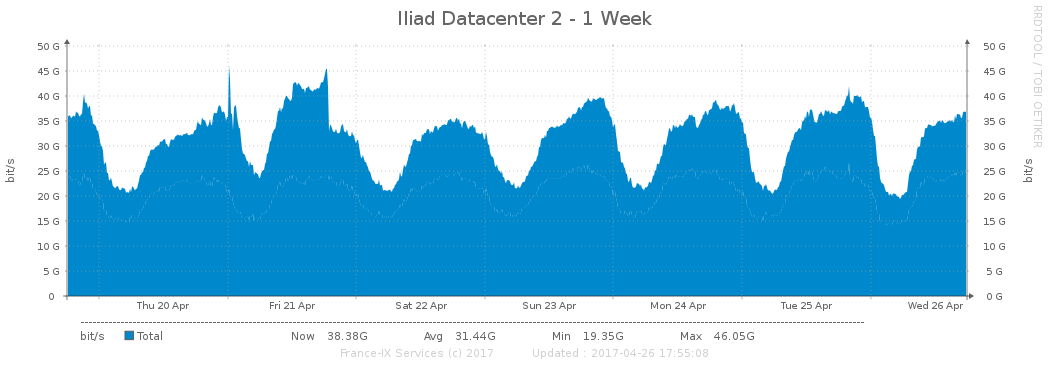 Iliad Datacenter 2 - 1 Week
RRDTOOL / TOBI OETIKER
50 G 50 G
45 G 45 G
40 G 40 G
35 G 35 G
30 G 30 G
25 G 25 G
20 G 20 G
15 G 15 G
10 G 10 G
5 G 5 G
0 0 G
bit/s bit/s
Thu 20 Apr Fri 21 Apr Sat 22 Apr Sun 23 Apr Mon 24 Apr Tue 25 Apr Wed 26 Apr
bit/s Total Now 38.38G Avg 31.44G Min 19.35G Max 46.05G
France-IX Services (c) 2017 Updated : 2017-04-26 17:55:08